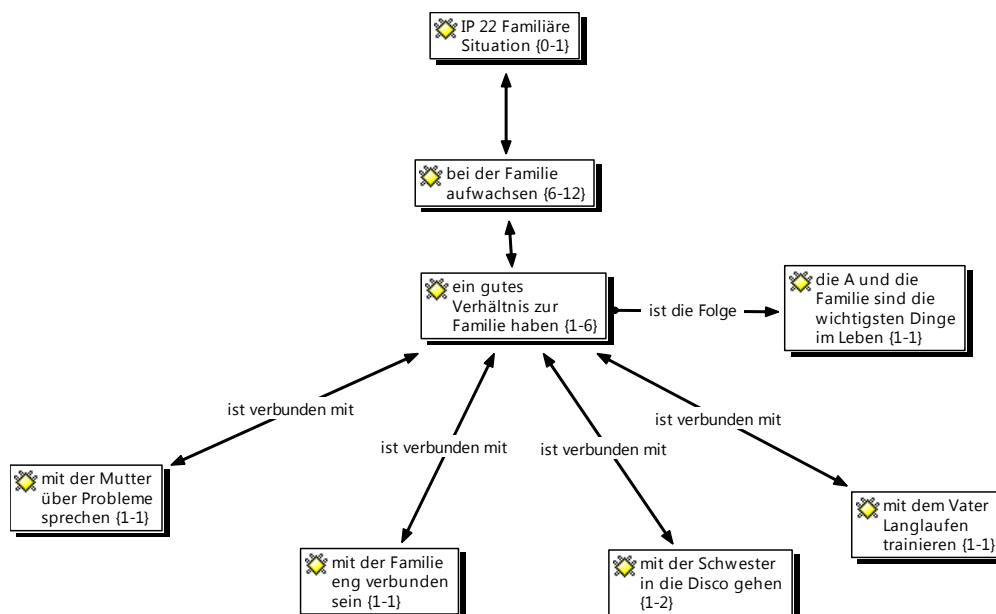 IP 22 Familiäre
Situation {0-1}
bei der Familie
aufwachsen {6-12}
ein gutes
Verhältnis zur
Familie haben {1-6}
ist die Folge
die A und die
Familie sind die
wichtigsten Dinge
im Leben {1-1}
ist verbunden mit
ist verbunden mit
ist verbunden mit
ist verbunden mit
mit der Mutter
über Probleme
sprechen {1-1}
mit der Familie
eng verbunden
sein {1-1}
mit der Schwester
in die Disco gehen
{1-2}
mit dem Vater
Langlaufen
trainieren {1-1}